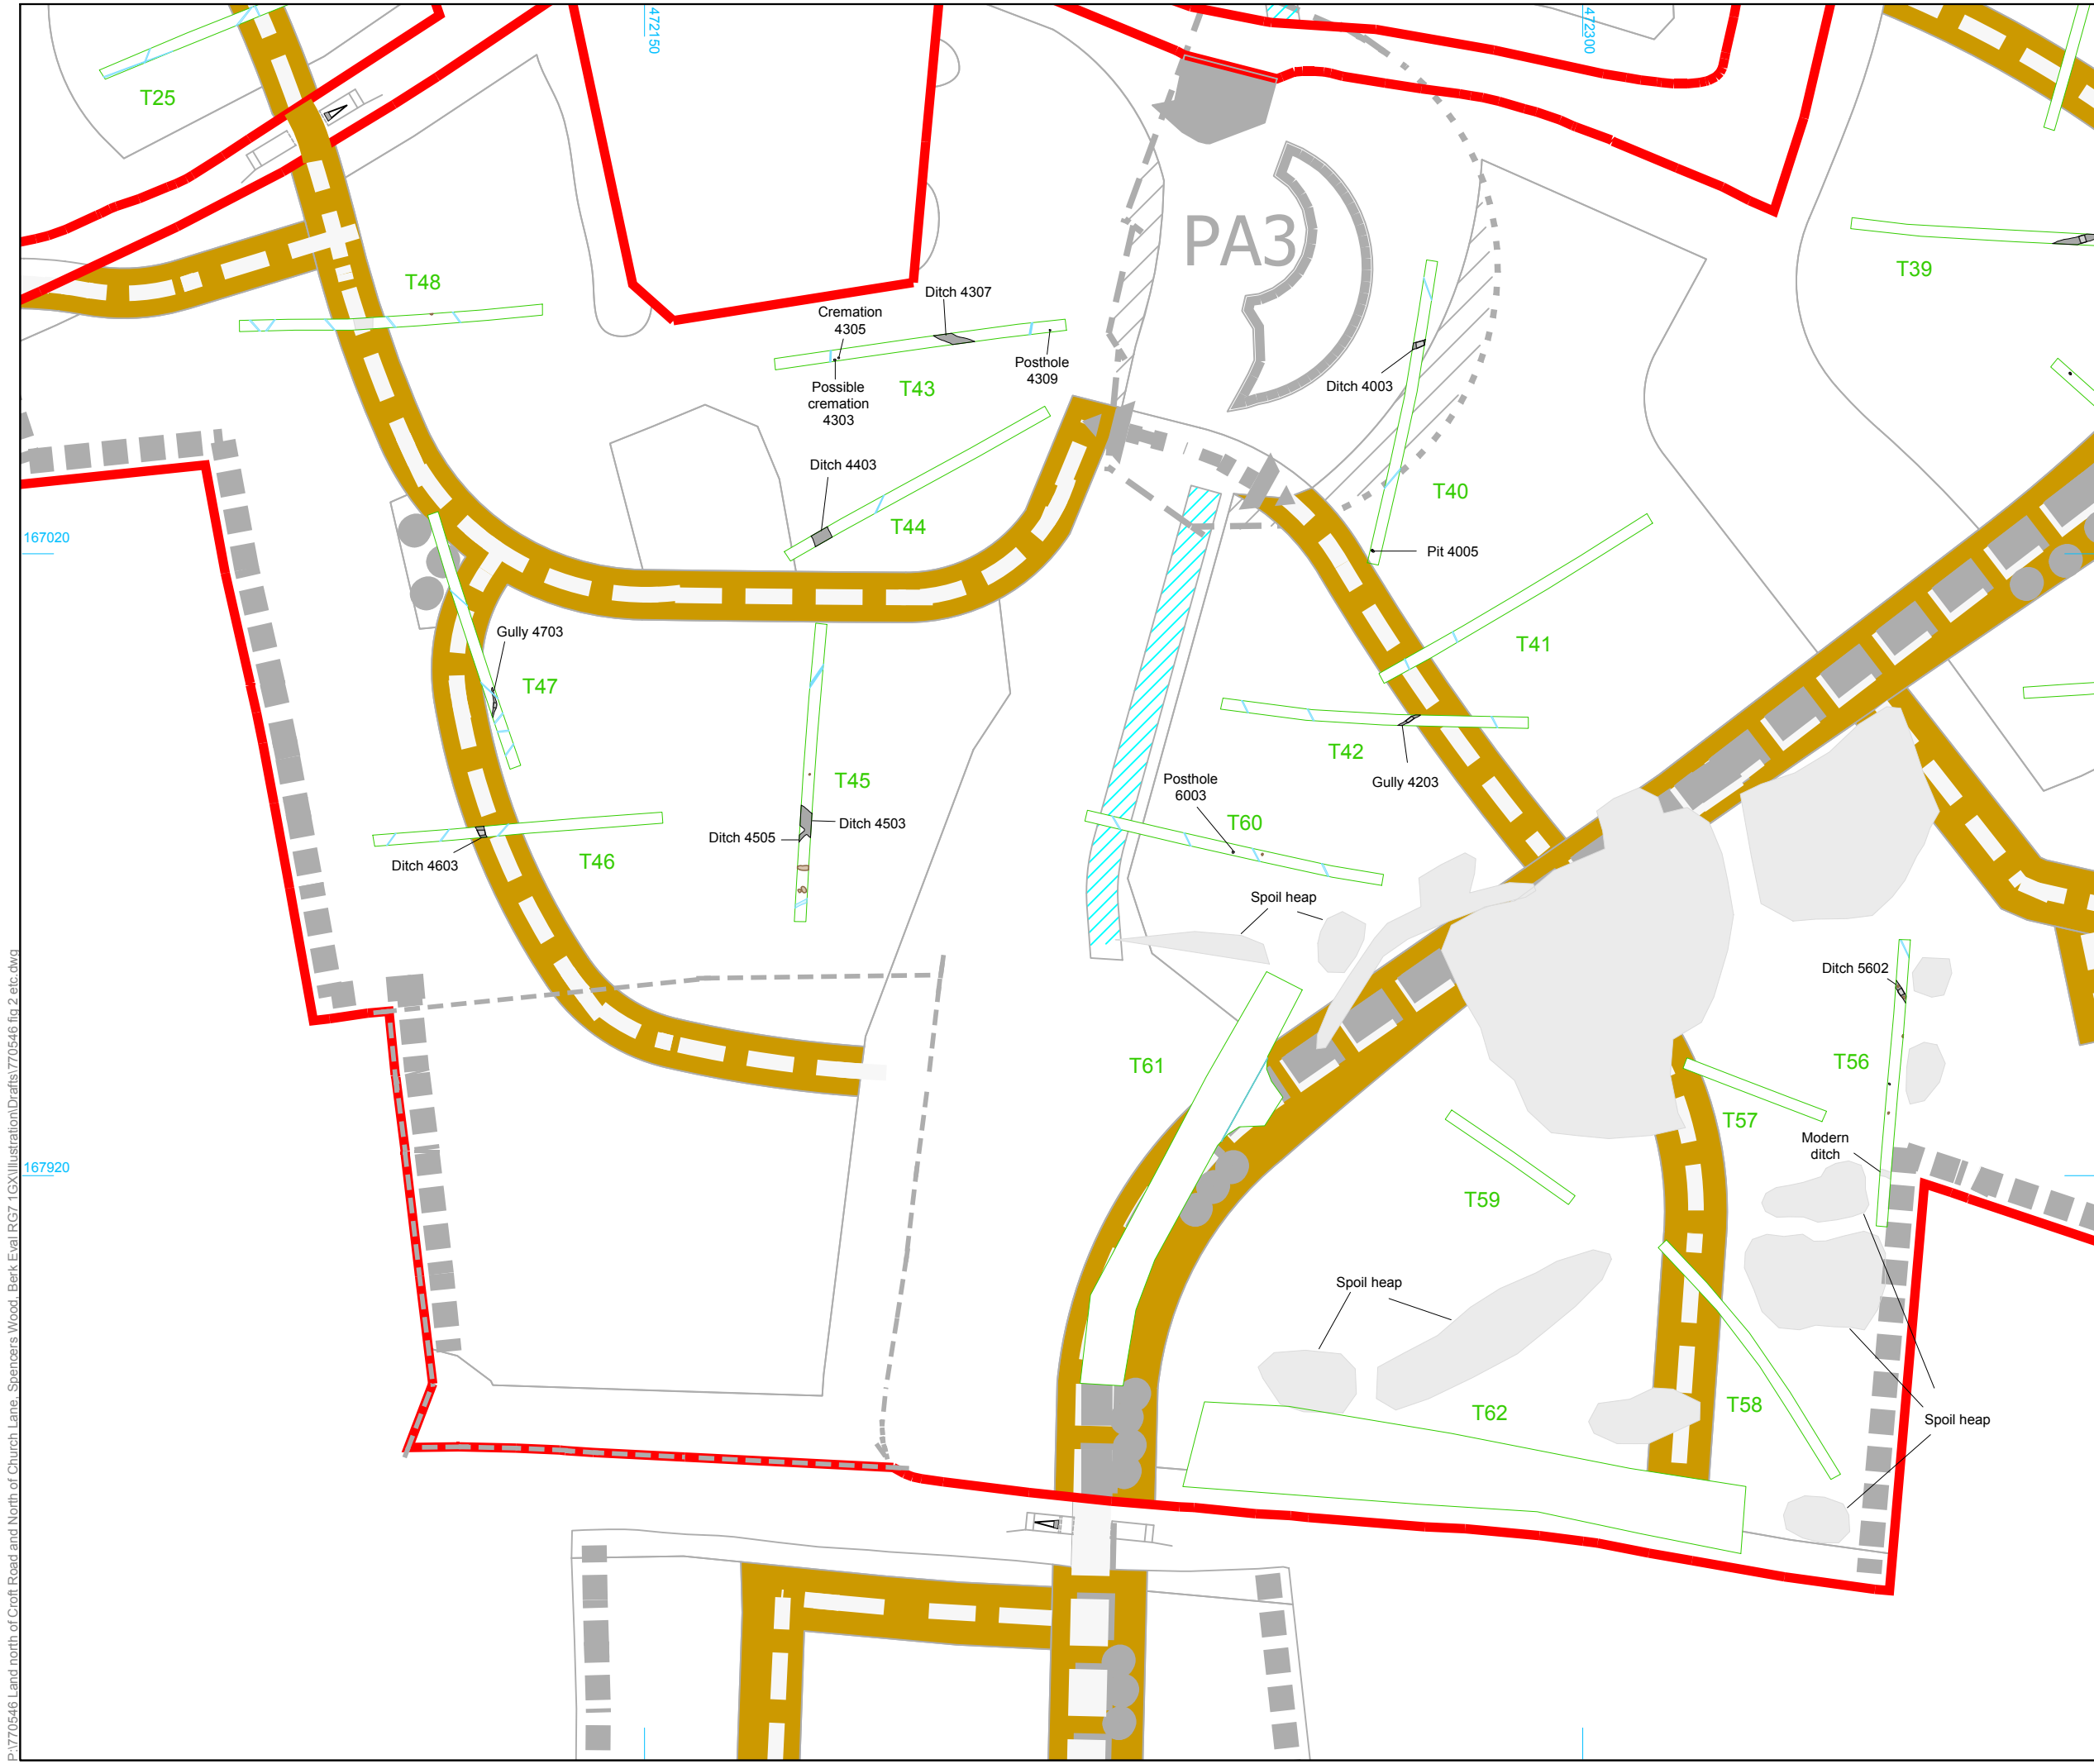 472150
472300
T25
PA3
T48
T39
Ditch 4307
Cremation
4305
Posthole
4309
Possible
cremation
4303
T43
Ditch 4003
Ditch 4403
T44
T40
167020
Pit 4005
Gully 4703
T41
T47
T42
T45
Gully 4203
Posthole
6003
T60
Ditch 4503
Ditch 4505
Ditch 4603
T46
Spoil heap
Ditch 5602
T61
T56
T57
Modern
ditch
167920
T59
Spoil heap
T62
T58
Spoil heap
P:\770546 Land north of Croft Road and North of Church Lane, Spencers Wood, Berk Eval RG7 1GX\Illustration\Drafts\770546 fig 2 etc.dwg